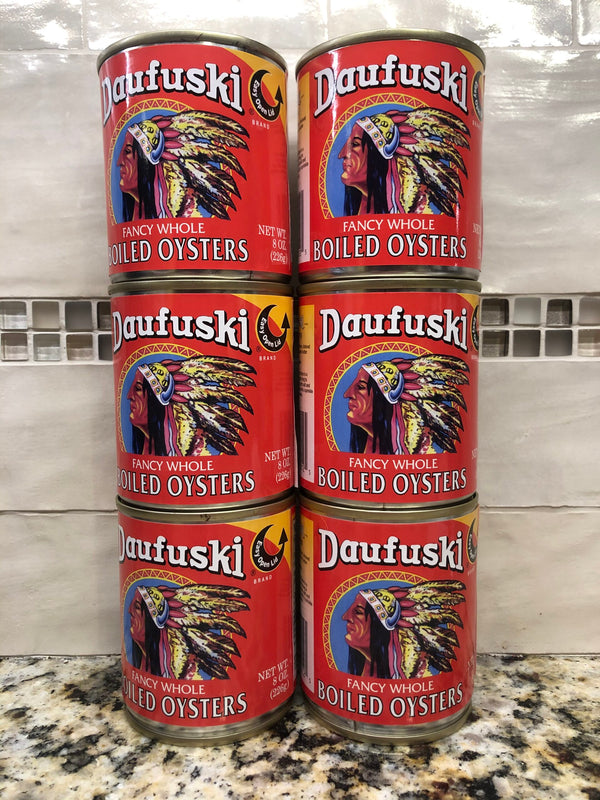 Daufuski
Easy Open Lid
BRAND
FANCY WHOLE
BOILED OYSTERS
NET WT.
8 OZ.
(226g)
Daufuski
FANCY WHOLE
BOILED OYSTERS
Daufuski
Easy Open Lid
BRAND
FANCY WHOLE
BOILED OYSTERS
NET WT.
8 OZ.
(226g)
Daufuski
FANCY WHOLE
BOILED OYSTERS
Daufuski
Easy Open Lid
BRAND
FANCY WHOLE
BOILED OYSTERS
NET WT.
8 OZ.
(226g)
Daufuski
FANCY WHOLE
BOILED OYSTERS